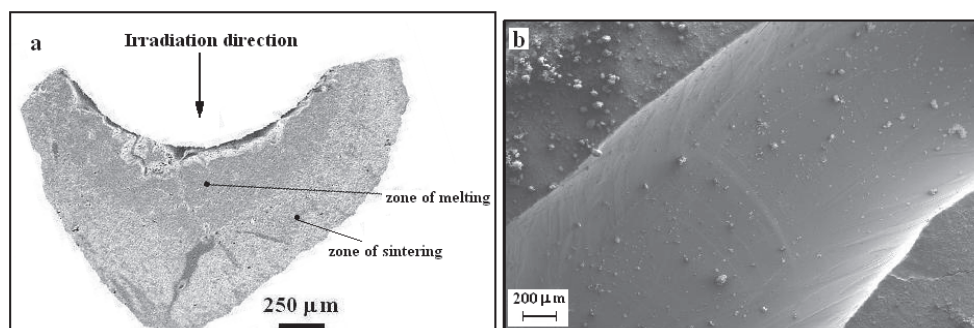 a
Irradiation direction
zone of melting
zone of sintering
250 μm
b
200 μm